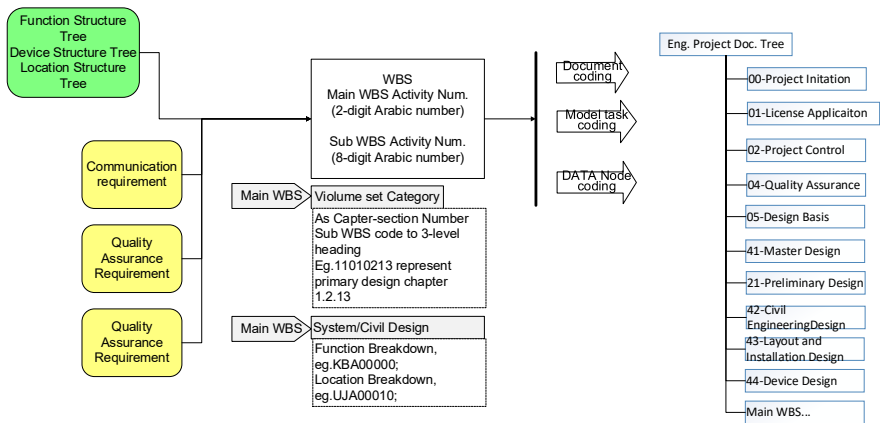 Function Structure
Tree
Device Structure Tree
Location Structure
Tree
Communication
requirement
Quality
Assurance
Requirement
Quality
Assurance
Requirement
WBS
Main WBS Activity Num.
(2-digit Arabic number)
Sub WBS Activity Num.
(8-digit Arabic number)
Main WBS
Violume set Category
As Capter-section Number
Sub WBS code to 3-level
heading
Eg.11010213 represent
primary design chapter
1.2.13
Main WBS
System/Civil Design
Function Breakdown,
eg.KBA00000;
Location Breakdown,
eg.UJA00010;
Document
coding
Model task
coding
DATA Node
coding
Eng. Project Doc. Tree
00-Project Initation
01-License Applicaiton
02-Project Control
04-Quality Assurance
05-Design Basis
41-Master Design
21-Preliminary Design
42-Civil
EngineeringDesign
43-Layout and
Installation Design
44-Device Design
Main WBS...